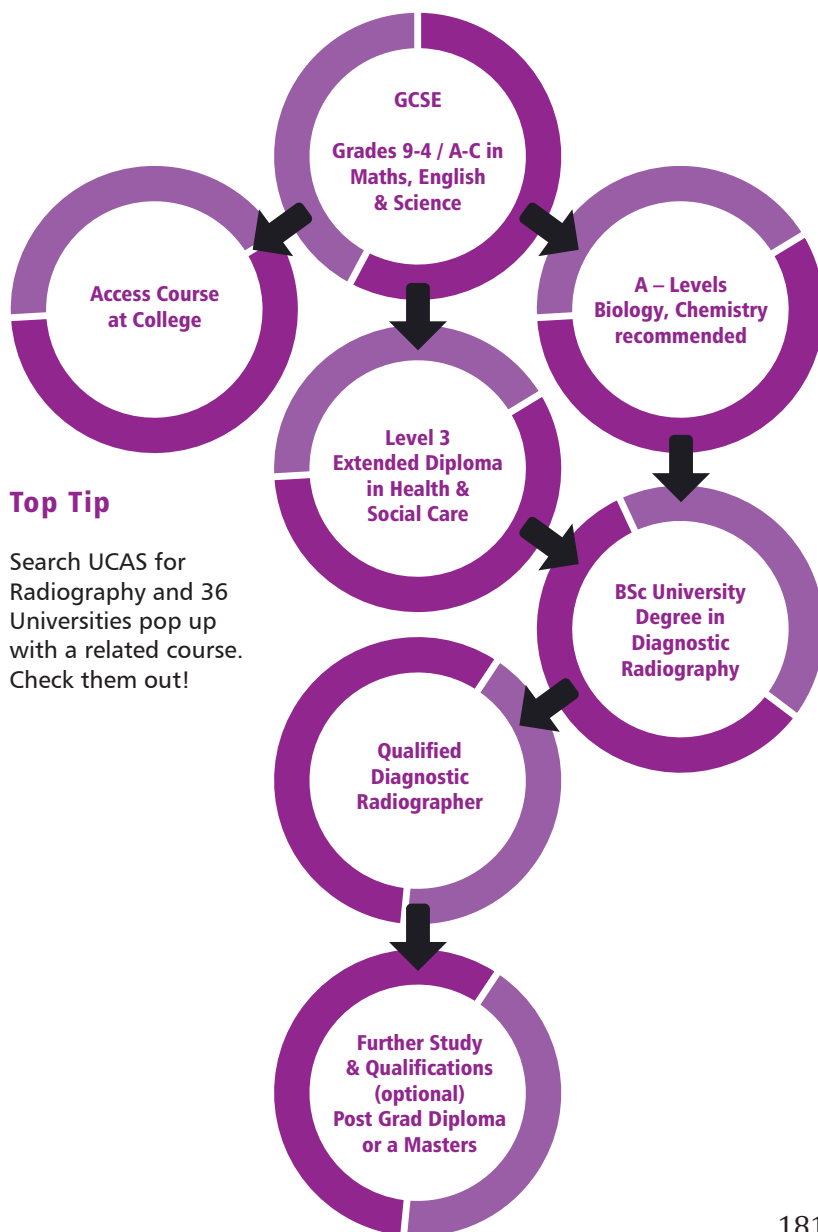 GCSE
Grades 9-4 / A-C in
Maths, English
& Science
Access Course
at College
A – Levels
Biology, Chemistry
recommended
Level 3
Extended Diploma
in Health &
Social Care
Top Tip
Search UCAS for
Radiography and 36
Universities pop up
with a related course.
Check them out!
BSc University
Degree in
Diagnostic
Radiography
Qualified
Diagnostic
Radiographer
Further Study
& Qualifications
(optional)
Post Grad Diploma
or a Masters
181